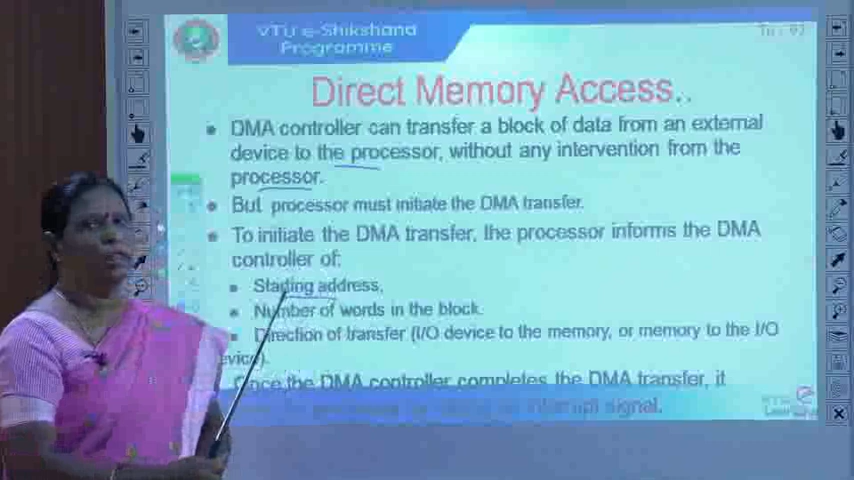 VTU e-Shikshana
Programme
Direct Memory Access..
DMA controller can transfer a block of data from an external
device to the processor, without any intervention from the
processor.
But processor must initiate the DMA transfer.
To initiate the DMA transfer, the processor informs the DMA
controller of:
Starting address,
Number of words in the block.
Direction of transfer (I/O device to the memory, or memory to the I/O
device).
Once the DMA controller completes the DMA transfer, it
interrupt signal.